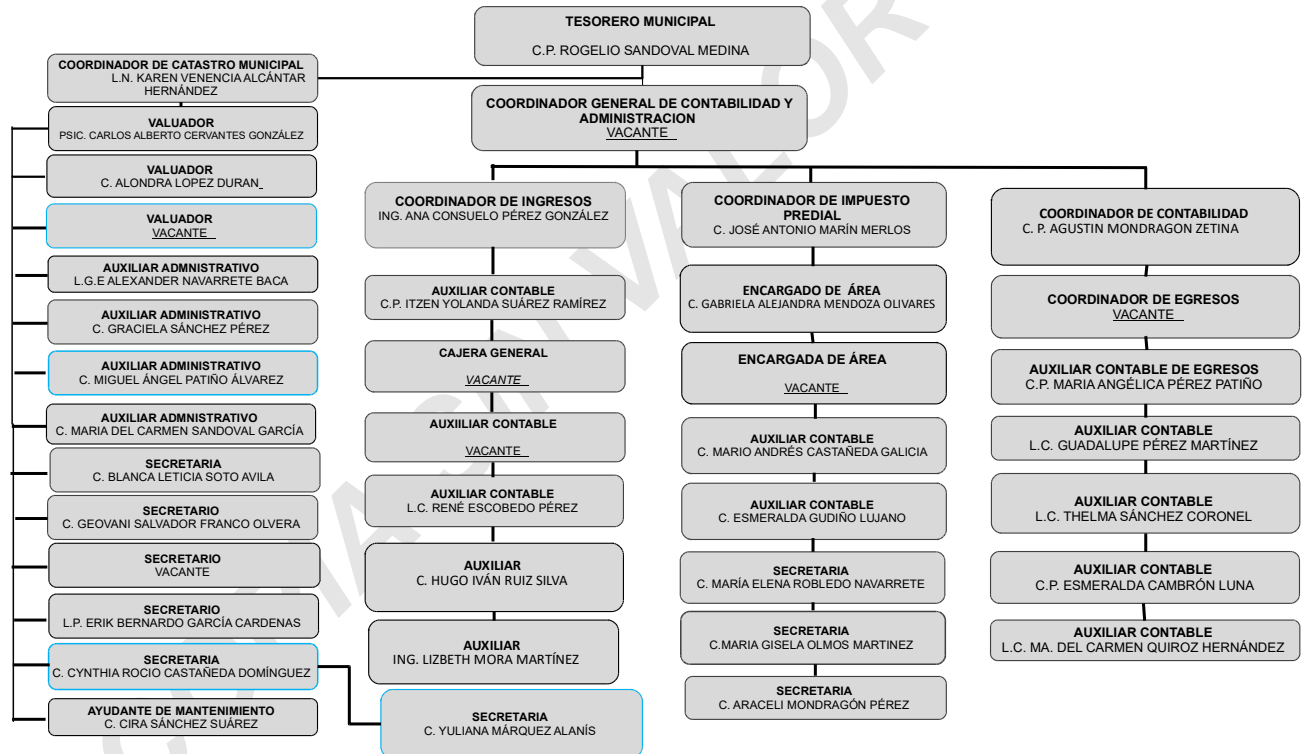 TESORERO MUNICIPAL
C.P. ROGELIO SANDOVAL MEDINA
COORDINADOR DE CATASTRO MUNICIPAL
L.N. KAREN VENENCIA ALCÁNTAR
HERNÁNDEZ
COORDINADOR GENERAL DE CONTABILIDAD Y
ADMINISTRACION
VACANTE
VALUADOR
PSIC. CARLOS ALBERTO CERVANTES GONZÁLEZ
VALUADOR
C. ALONDRA LOPEZ DURAN
VALUADOR
VACANTE
AUXILIAR ADMNISTRATIVO
L.G.E ALEXANDER NAVARRETE BACA
AUXILIAR ADMINISTRATIVO
C. GRACIELA SÁNCHEZ PÉREZ
AUXILIAR ADMINISTRATIVO
C. MIGUEL ÁNGEL PATIÑO ÁLVAREZ
AUXILIAR ADMNISTRATIVO
C. MARIA DEL CARMEN SANDOVAL GARCÍA
SECRETARIA
C. BLANCA LETICIA SOTO AVILA
SECRETARIO
C. GEOVANI SALVADOR FRANCO OLVERA
SECRETARIO
VACANTE
SECRETARIO
L.P. ERIK BERNARDO GARCÍA CARDENAS
SECRETARIA
C. CYNTHIA ROCIO CASTAÑEDA DOMÍNGUEZ
AYUDANTE DE MANTENIMIENTO
C. CIRA SÁNCHEZ SUÁREZ
SECRETARIA
C. YULIANA MÁRQUEZ ALANÍS
COORDINADOR DE INGRESOS
ING. ANA CONSUELO PÉREZ GONZÁLEZ
AUXILIAR CONTABLE
C.P. ITZEN YOLANDA SUÁREZ RAMÍREZ
CAJERA GENERAL
VACANTE
AUXIILIAR CONTABLE
VACANTE
AUXILIAR CONTABLE
L.C. RENÉ ESCOBEDO PÉREZ
AUXILIAR
C. HUGO IVÁN RUIZ SILVA
AUXILIAR
ING. LIZBETH MORA MARTÍNEZ
COORDINADOR DE IMPUESTO
PREDIAL
C. JOSÉ ANTONIO MARÍN MERLOS
ENCARGADO DE ÁREA
C. GABRIELA ALEJANDRA MENDOZA OLIVARES
ENCARGADA DE ÁREA
VACANTE
AUXILIAR CONTABLE
C. MARIO ANDRÉS CASTAÑEDA GALICIA
AUXILIAR CONTABLE
C. ESMERALDA GUDIÑO LUJANO
SECRETARIA
C. MARÍA ELENA ROBLEDO NAVARRETE
SECRETARIA
C.MARIA GISELA OLMOS MARTINEZ
SECRETARIA
C. ARACELI MONDRAGÓN PÉREZ
COORDINADOR DE CONTABILIDAD
C. P. AGUSTIN MONDRAGON ZETINA
COORDINADOR DE EGRESOS
VACANTE
AUXILIAR CONTABLE DE EGRESOS
C.P. MARIA ANGÉLICA PÉREZ PATIÑO
AUXILIAR CONTABLE
L.C. GUADALUPE PÉREZ MARTÍNEZ
AUXILIAR CONTABLE
L.C. THELMA SÁNCHEZ CORONEL
AUXILIAR CONTABLE
C.P. ESMERALDA CAMBRÓN LUNA
AUXILIAR CONTABLE
L.C. MA. DEL CARMEN QUIROZ HERNÁNDEZ
COPIA SIN VALOR